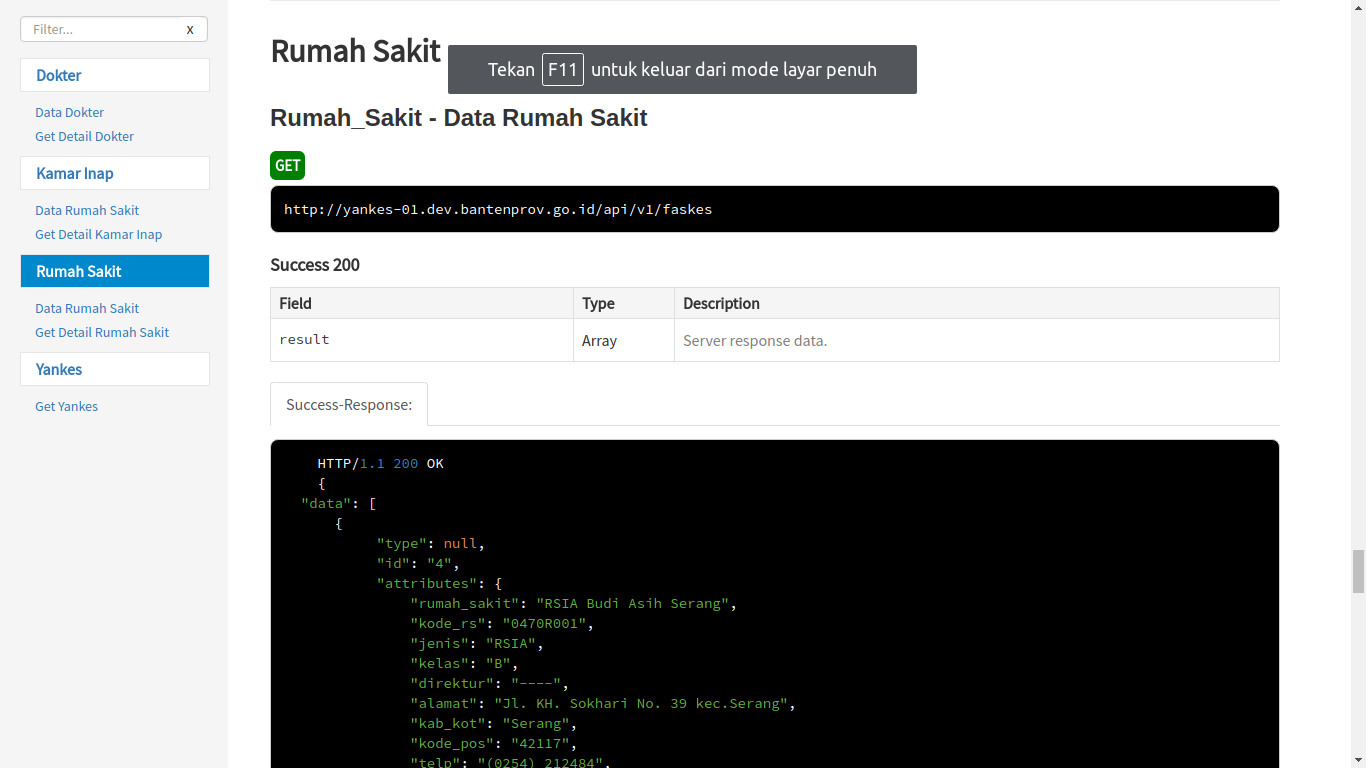 Filter... x
Dokter
Data Dokter
Get Detail Dokter
Kamar Inap
Data Rumah Sakit
Get Detail Kamar Inap
Rumah Sakit
Data Rumah Sakit
Get Detail Rumah Sakit
Yankes
Get Yankes
Rumah Sakit
Tekan F11 untuk keluar dari mode layar penuh
Rumah_Sakit - Data Rumah Sakit
GET
http://yankes-01.dev.bantenprov.go.id/api/v1/faskes
Success 200
Field Type Description
result Array Server response data.
Success-Response:
HTTP/1.1 200 OK
{
"data": [
{
"type": null,
"id": "4",
"attributes": {
"rumah_sakit": "RSIA Budi Asih Serang",
"kode_rs": "0470R001",
"jenis": "RSIA",
"kelas": "B",
"direktur": "----",
"alamat": "Jl. KH. Sokhari No. 39 kec.Serang",
"kab_kot": "Serang",
"kode_pos": "42117",
"telp": "(0254) 212484",